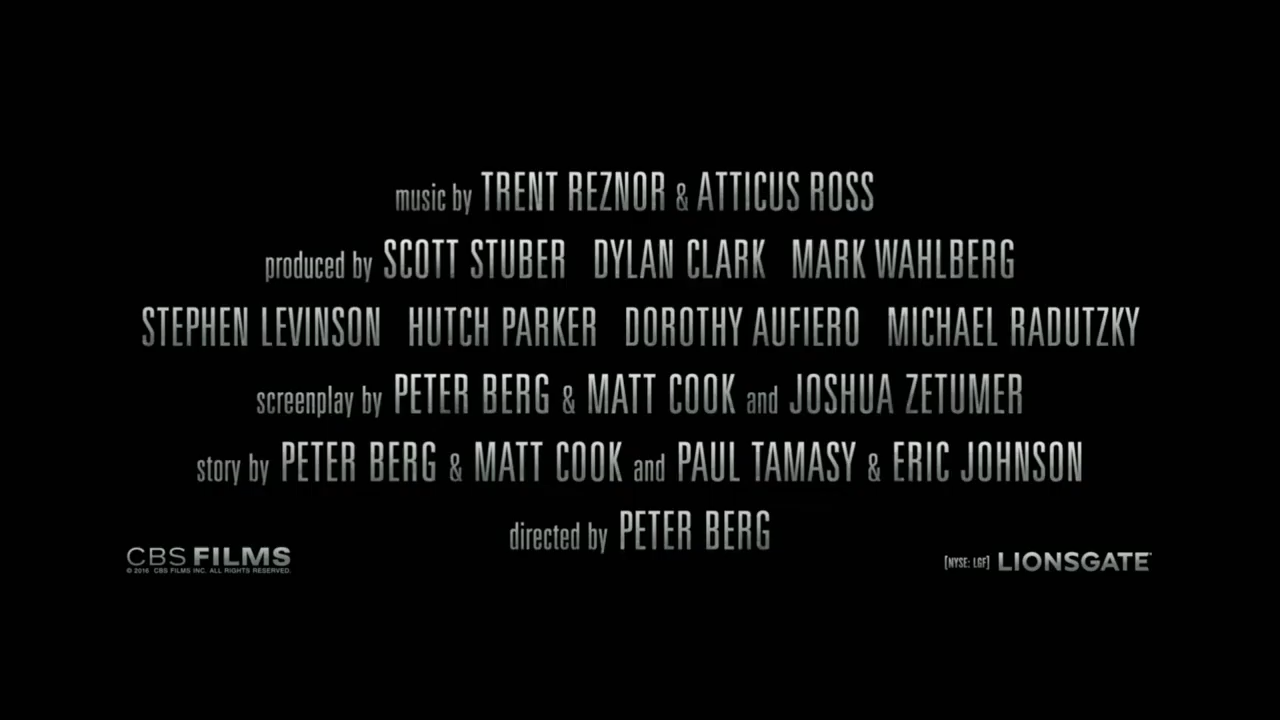 music by TRENT REZNOR & ATTICUS ROSS
produced by SCOTT STUBER DYLAN CLARK MARK WAHLBERG
STEPHEN LEVINSON HUTCH PARKER DOROTHY AUFIERO MICHAEL RADUTZKY
screenplay by PETER BERG & MATT COOK and JOSHUA ZETUMER
story by PETER BERG & MATT COOK and PAUL TAMASY & ERIC JOHNSON
directed by PETER BERG
CBS FILMS
© 2016 CBS FILMS INC. ALL RIGHTS RESERVED.
[NYSE: LGF] LIONSGATE